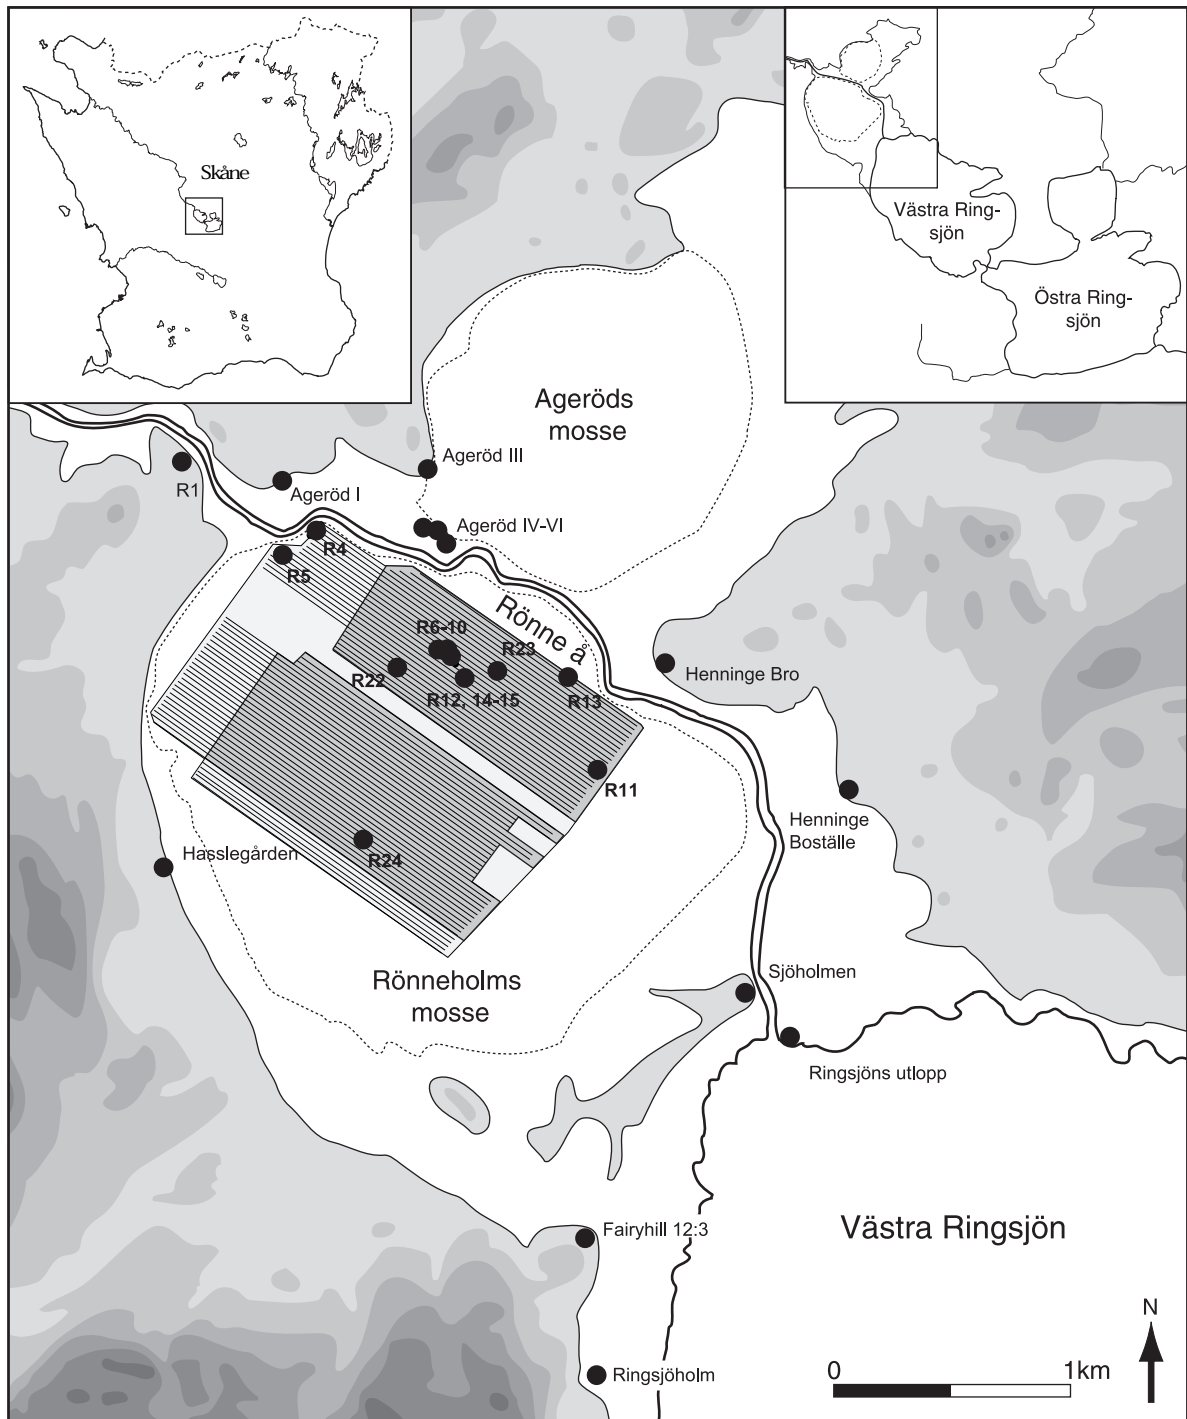 Skåne
Västra Ring-
sjön
Östra Ring-
sjön
Ageröds
mosse
Ageröd III
R1
Ageröd I
Ageröd IV-VI
R4
R5
Rönne å
R6-10
R23
R22
R12, 14-15
R13
Henninge Bro
R11
Henninge
Boställe
R24
Hasslegården
Rönneholms
mosse
Sjöholmen
Ringsjöns utlopp
Fairyhill 12:3
Västra Ringsjön
Ringsjöholm
N
0
1km